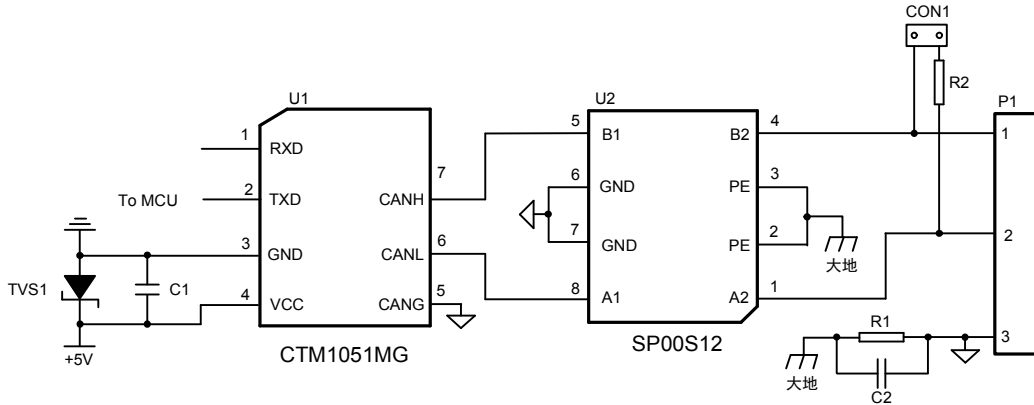 CON1
R2
P1
U1
U2
1
RXD
2
TXD
To MCU
3
GND
4
VCC
7
CANH
6
CANL
5
CANG
CTM1051MG
TVS1
C1
+5V
5
B1
6
GND
7
GND
8
A1
4
B2
3
PE
2
PE
1
A2
SP00S12
大地
1
2
3
R1
C2
大地